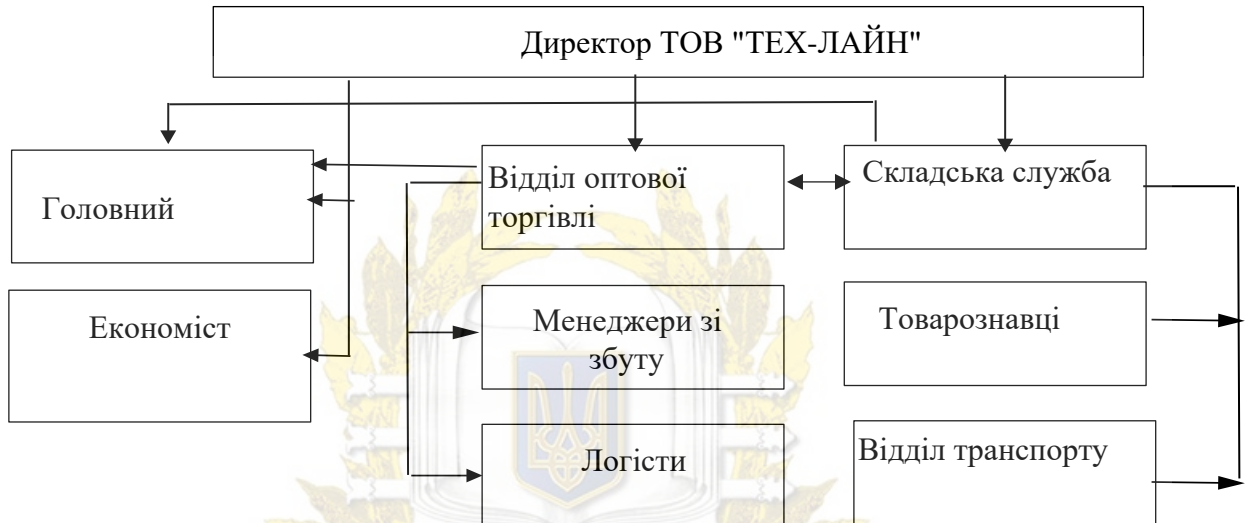 Директор ТОВ "ТЕХ-ЛАЙН"
Головний
Відділ оптової
торгівлі
Складська служба
Економіст
Менеджери зі
збуту
Товарознавці
Логісти
Відділ транспорту